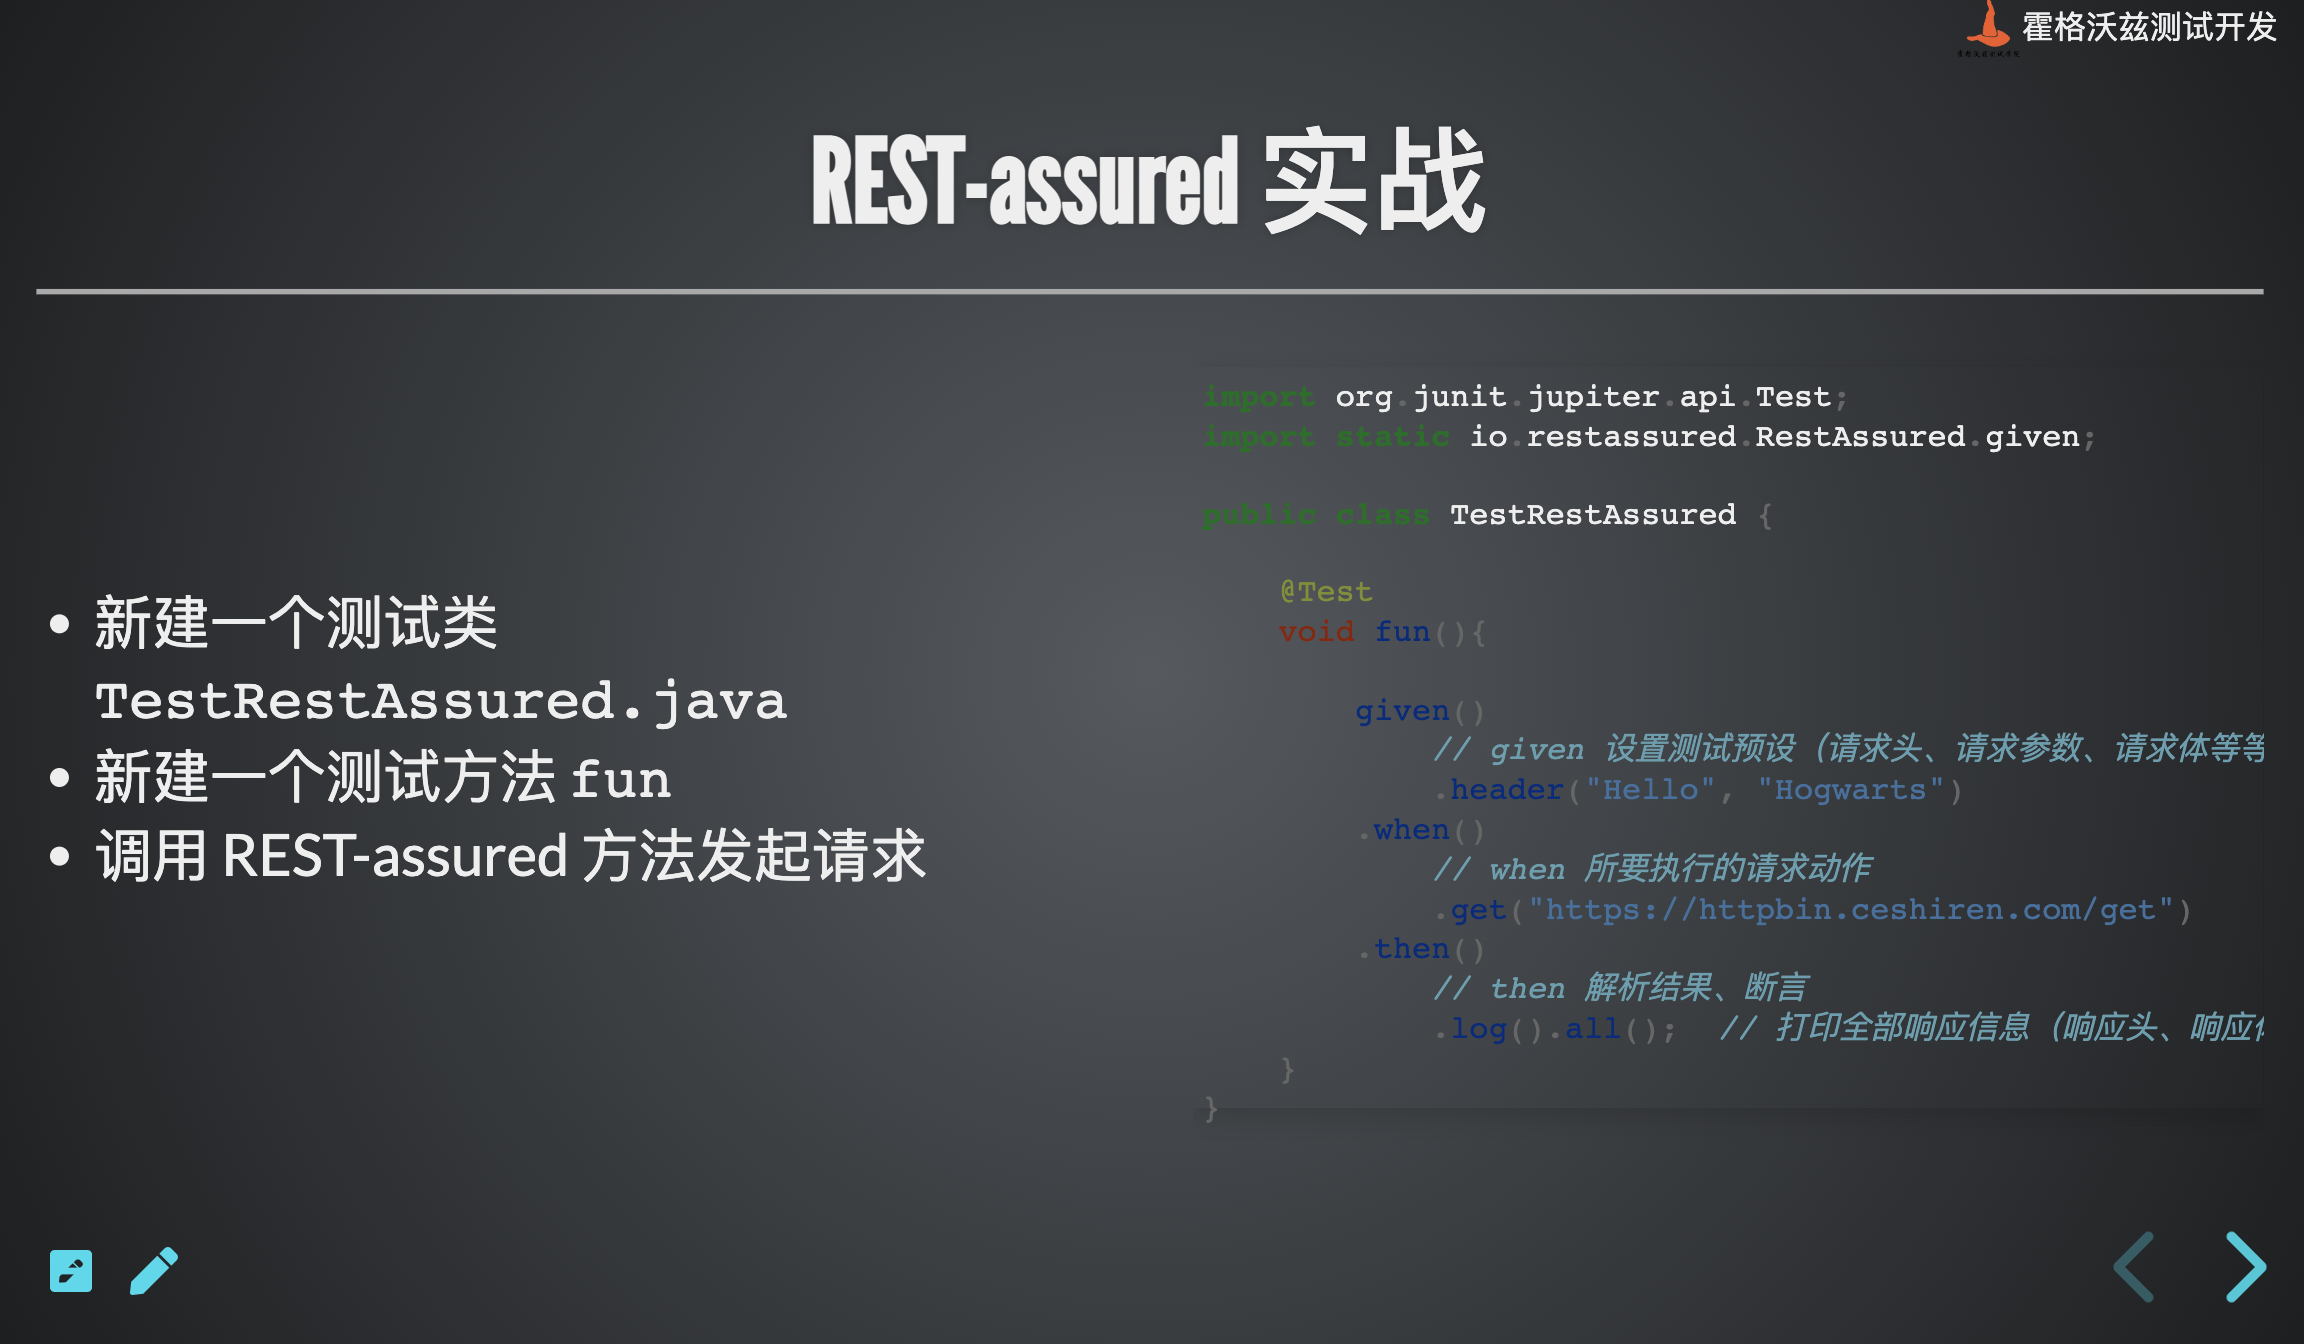 霍格沃兹测试开发
REST-assured 实战
新建一个测试类
TestRestAssured.java
新建一个测试方法 fun
调用 REST-assured 方法发起请求
import org.junit.jupiter.api.Test;
import static io.restassured.RestAssured.given;
public class TestRestAssured {
@Test
void fun(){
given()
// given 设置测试预设（请求头、请求参数、请求体等等
.header("Hello", "Hogwarts")
.when()
// when 所要执行的请求动作
.get("https://httpbin.ceshiren.com/get")
.then()
// then 解析结果、断言
.log().all();  // 打印全部响应信息（响应头、响应
}
}